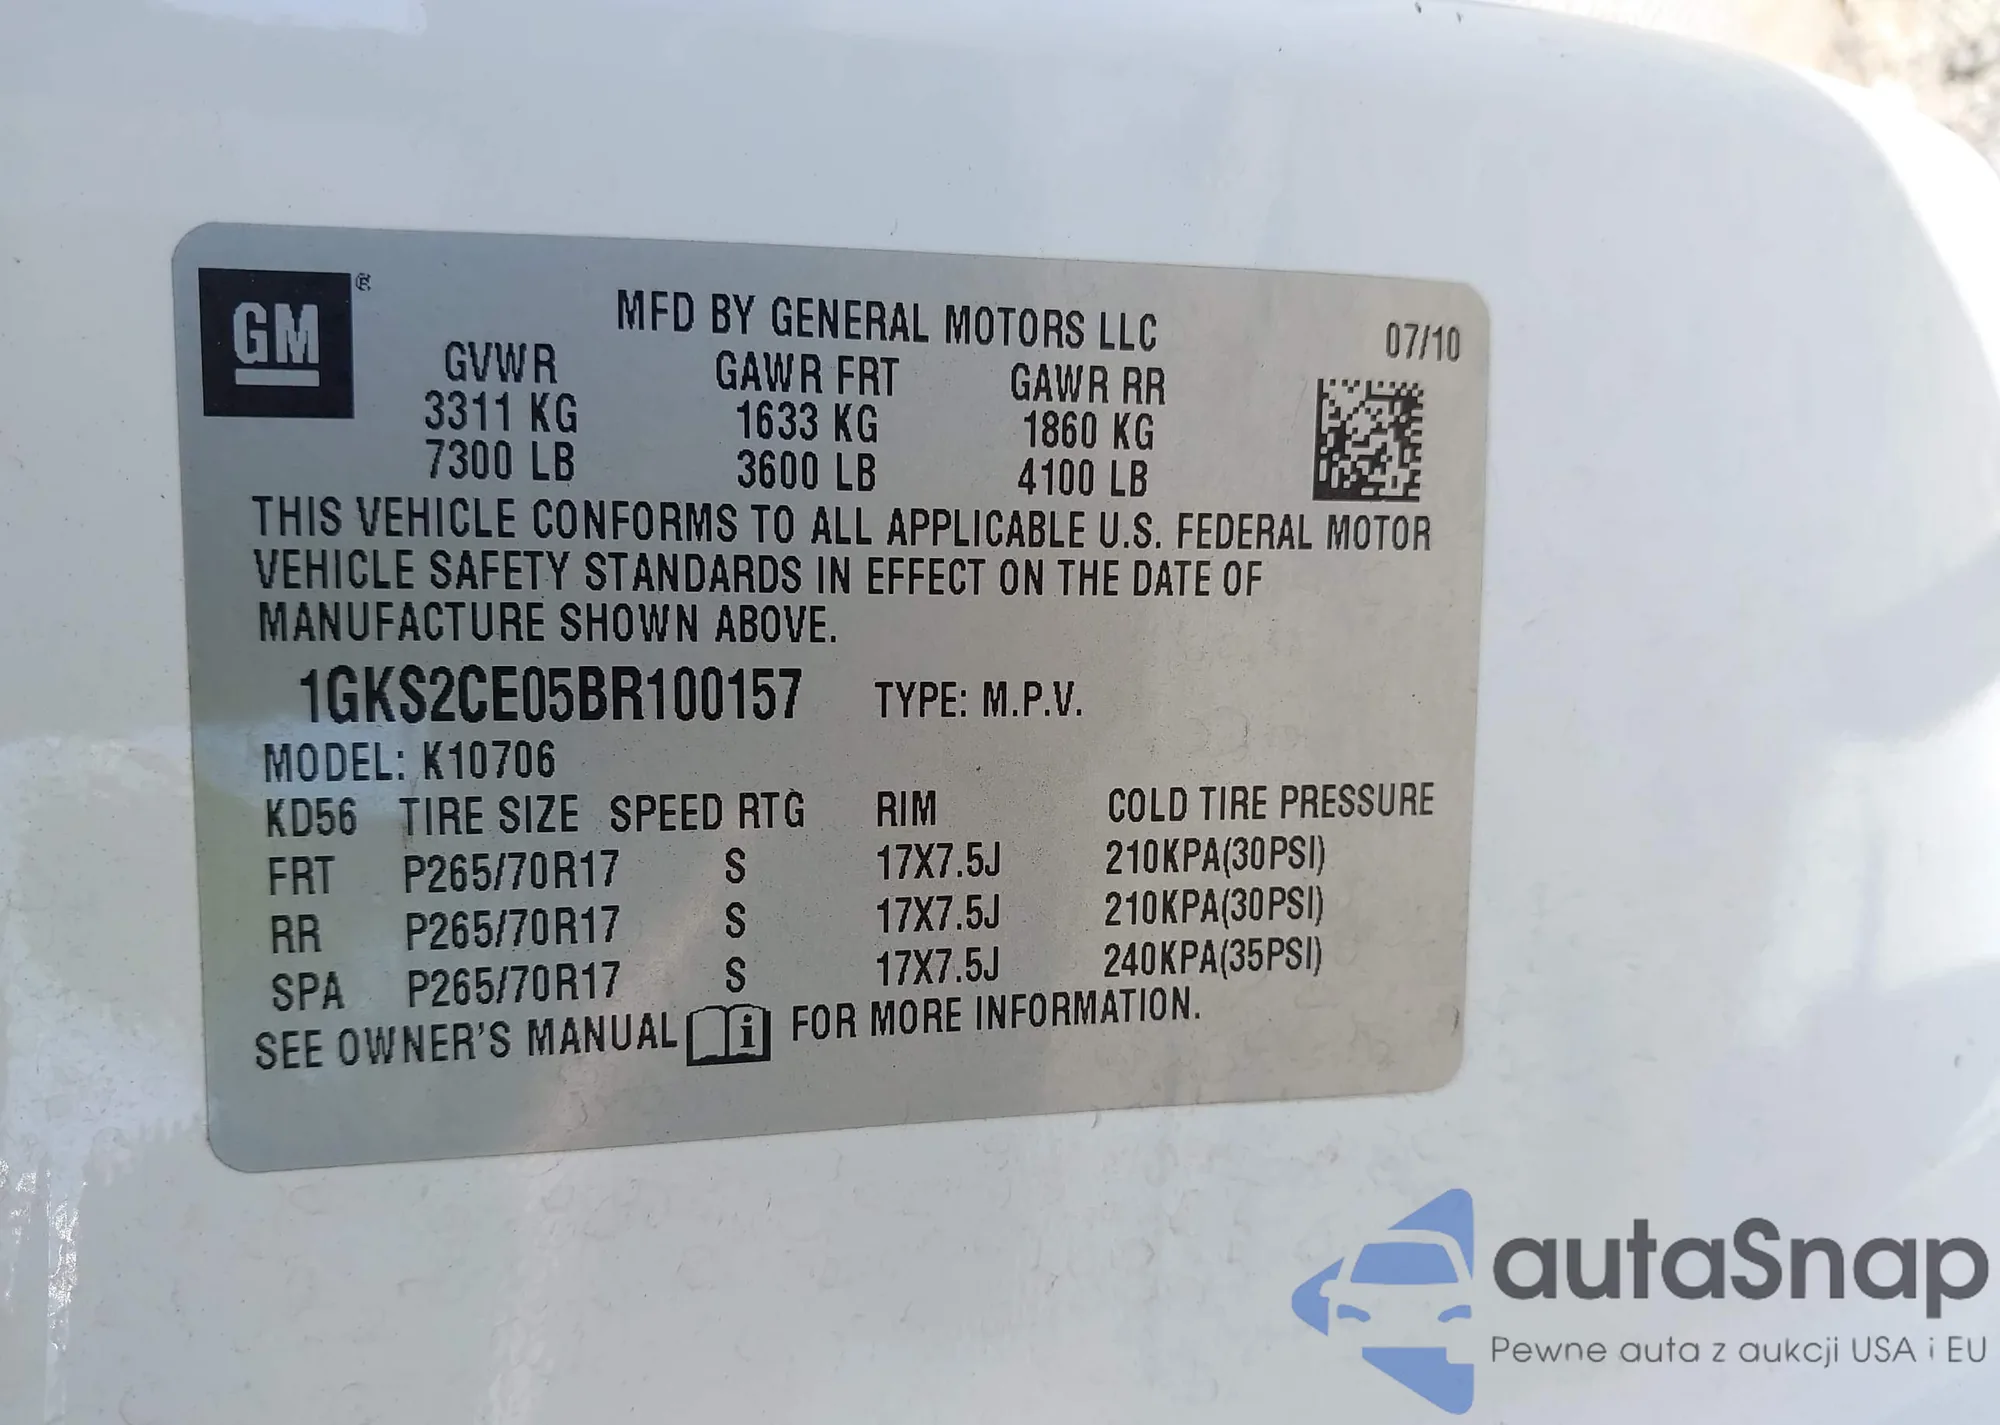 GM ®
MFD BY GENERAL MOTORS LLC 07/10
GVWR GAWR FRT GAWR RR
3311 KG 1633 KG 1860 KG
7300 LB 3600 LB 4100 LB
THIS VEHICLE CONFORMS TO ALL APPLICABLE U.S. FEDERAL MOTOR
VEHICLE SAFETY STANDARDS IN EFFECT ON THE DATE OF
MANUFACTURE SHOWN ABOVE.
1GKS2CE05BR100157 TYPE: M.P.V.
MODEL: K10706
KD56 TIRE SIZE SPEED RTG RIM COLD TIRE PRESSURE
FRT P265/70R17 S 17X7.5J 210KPA(30PSI)
RR P265/70R17 S 17X7.5J 210KPA(30PSI)
SPA P265/70R17 S 17X7.5J 240KPA(35PSI)
SEE OWNER'S MANUAL i FOR MORE INFORMATION.
autaSnap
Pewne auta z aukcji USA i EU